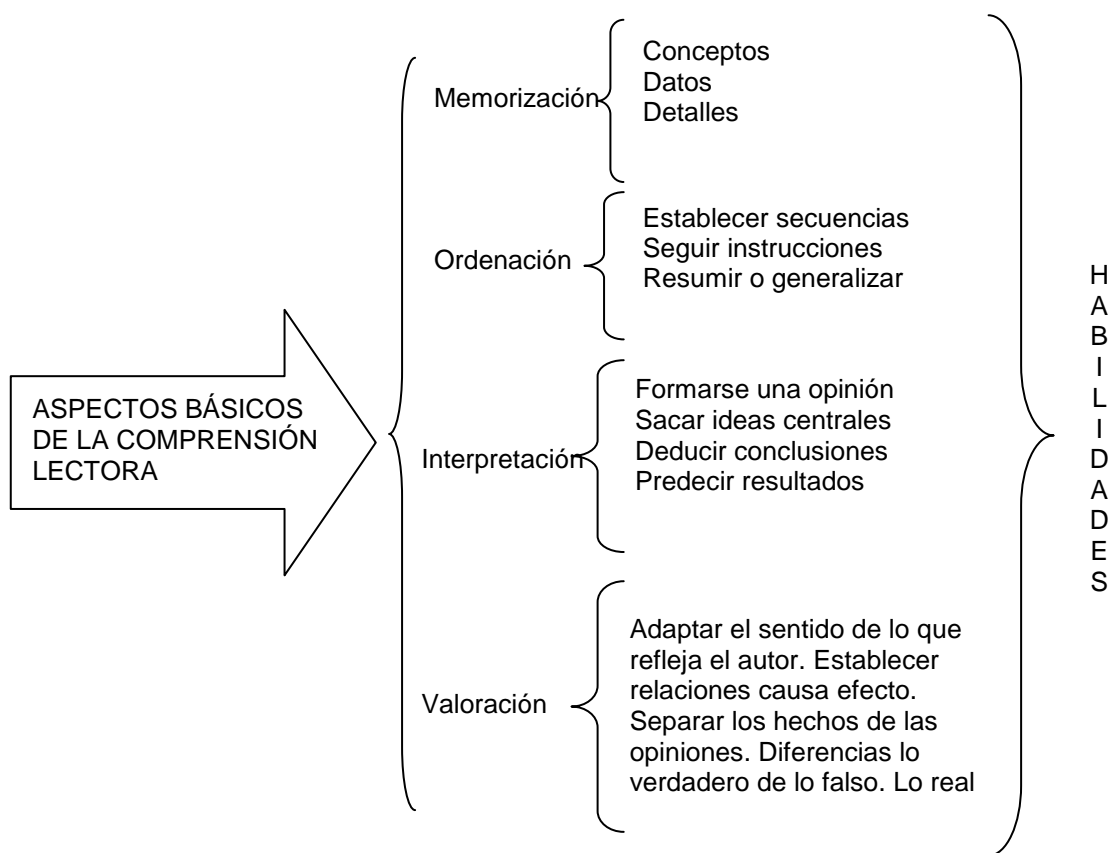 ASPECTOS BÁSICOS
DE LA COMPRENSIÓN
LECTORA
Memorización
Conceptos
Datos
Detalles
Ordenación
Establecer secuencias
Seguir instrucciones
Resumir o generalizar
Interpretación
Formarse una opinión
Sacar ideas centrales
Deducir conclusiones
Predecir resultados
Valoración
Adaptar el sentido de lo que
refleja el autor. Establecer
relaciones causa efecto.
Separar los hechos de las
opiniones. Diferencias lo
verdadero de lo falso. Lo real
H
A
B
I
L
I
D
A
D
E
S